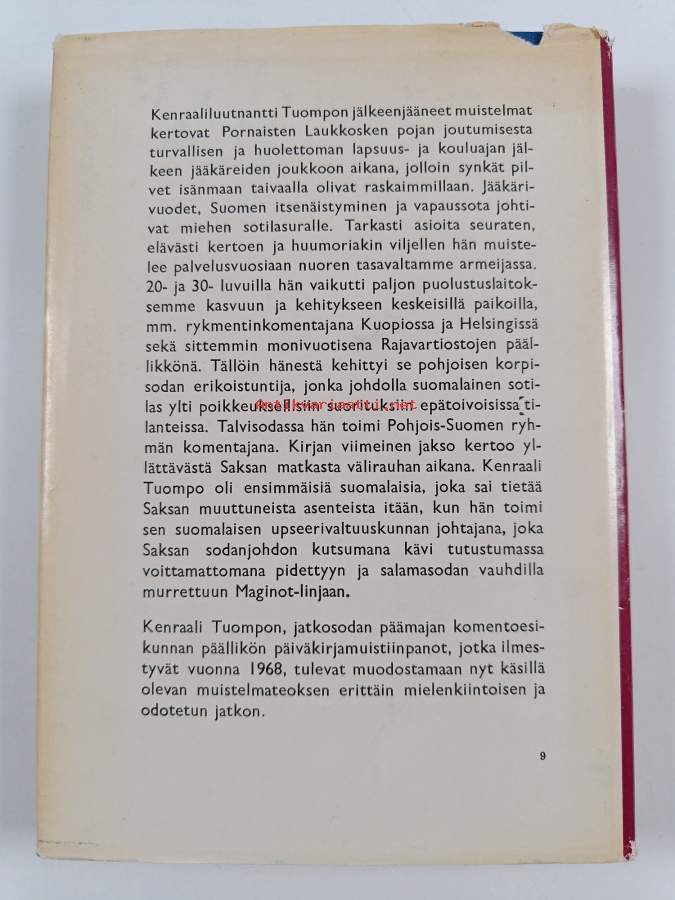 Kenraaliluutnantti Tuompon jälkeenjääneet muistelmat
kertovat Pornaisten Laukkosken pojan joutumisesta
turvallisen ja huolettoman lapsuus- ja kouluajan jäl-
keen jääkäreiden joukkoon aikana, jolloin synkät pil-
vet isänmaan taivaalla olivat raskaimmillaan. Jääkäri-
vuodet, Suomen itsenäistyminen ja vapaussota johti-
vat miehen sotilasuralle. Tarkasti asioita seuraten,
elävästi kertoen ja huumoriakin viljellen hän muiste-
lee palvelusvuosiaan nuoren tasavaltamme armeijassa.
20- ja 30- luvuilla hän vaikutti paljon puolustuslaitok-
semme kasvuun ja kehitykseen keskeisillä paikoilla,
mm. rykmentinkomentajana Kuopiossa ja Helsingissä
sekä sittemmin monivuotisena Rajavartiostojen pääl-
likkönä. Tällöin hänestä kehittyi se pohjoisen korpi-
sodan erikoistuntija, jonka johdolla suomalainen soti-
las ylti poikkeuksellisiin suorituksiin epätoivoisissa ti-
Antikvariaatti.net
lanteissa. Talvisodassa hän toimi Pohjois-Suomen ryh-
män komentajana. Kirjan viimeinen jakso kertoo yl-
lättävästä Saksan matkasta välirauhan aikana. Kenraali
Tuompo oli ensimmäisiä suomalaisia, joka sai tietää
Saksan muuttuneista asenteista itään, kun hän toimi
sen suomalaisen upseerivaltuuskunnan johtajana, joka
Saksan sodanjohdon kutsumana kävi tutustumassa
voittamattomana pidettyyn ja salamasodan vauhdilla
murrettuun Maginot-linjaan.
Kenraali Tuompon, jatkosodan päämajan komentoesi-
kunnan päällikön päiväkirjamuistiinpanot, jotka ilmes-
tyvät vuonna 1968, tulevat muodostamaan nyt käsillä
olevan muistelmateoksen erittäin mielenkiintoisen ja
odotetun jatkon.
9